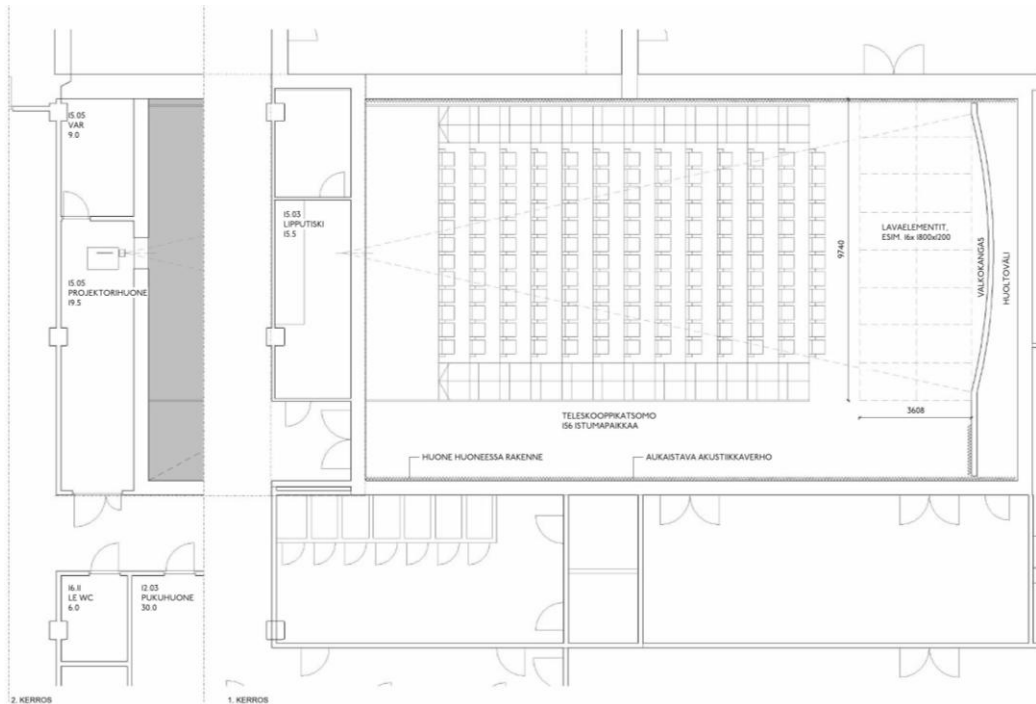 15.05
VAR
9.0
15.05
PROJEKTORIHUONE
19.5
15.03
LIPPUTISKI
15.5
9740
LAVAELEMENTIT,
ESIM. 16x 1800x1200
VALKOKANGAS
HUOLTOVÄLI
3608
TELESKOOPPIKATSOMO
156 ISTUMAPAIKKAA
HUONE HUONEESSA RAKENNE
AUKAISTAVA AKUSTIIKKAVERHO
16.11
LE WC
6.0
12.03
PUKUHUONE
30.0
2. KERROS
1. KERROS